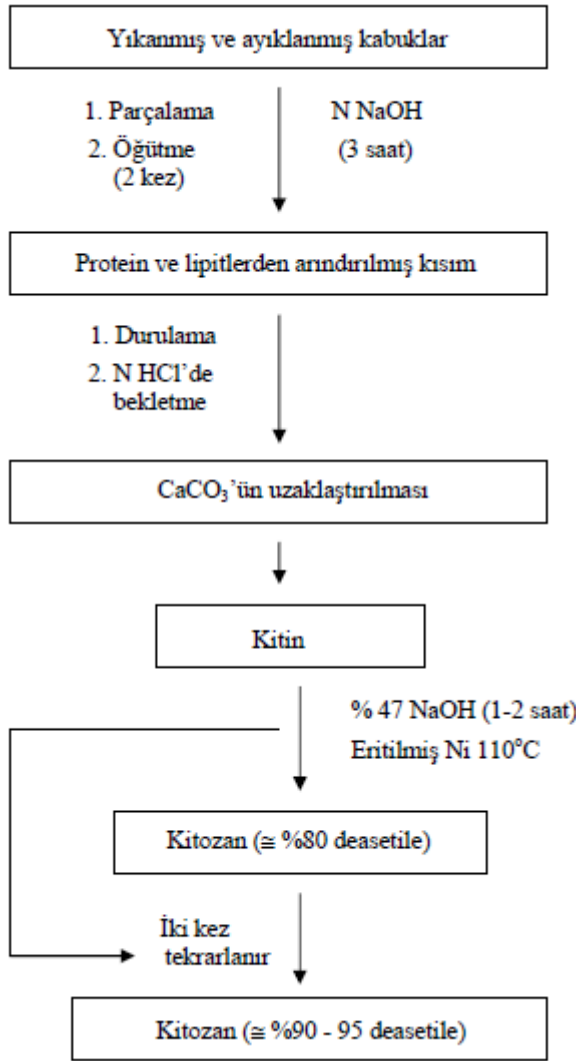 Yıkanmış ve ayıklanmış kabuklar
1. Parçalama
2. Öğütme
(2 kez)
N NaOH
(3 saat)
Protein ve lipitlerden arındırılmış kısım
1. Durulama
2. N HCl’de
bekletme
CaCO₃’ün uzaklaştırılması
Kitin
% 47 NaOH (1-2 saat)
Eritilmiş Ni 110°C
Kitozan (≅ %80 deasetile)
İki kez
tekrarlanır
Kitozan (≅ %90 - 95 deasetile)